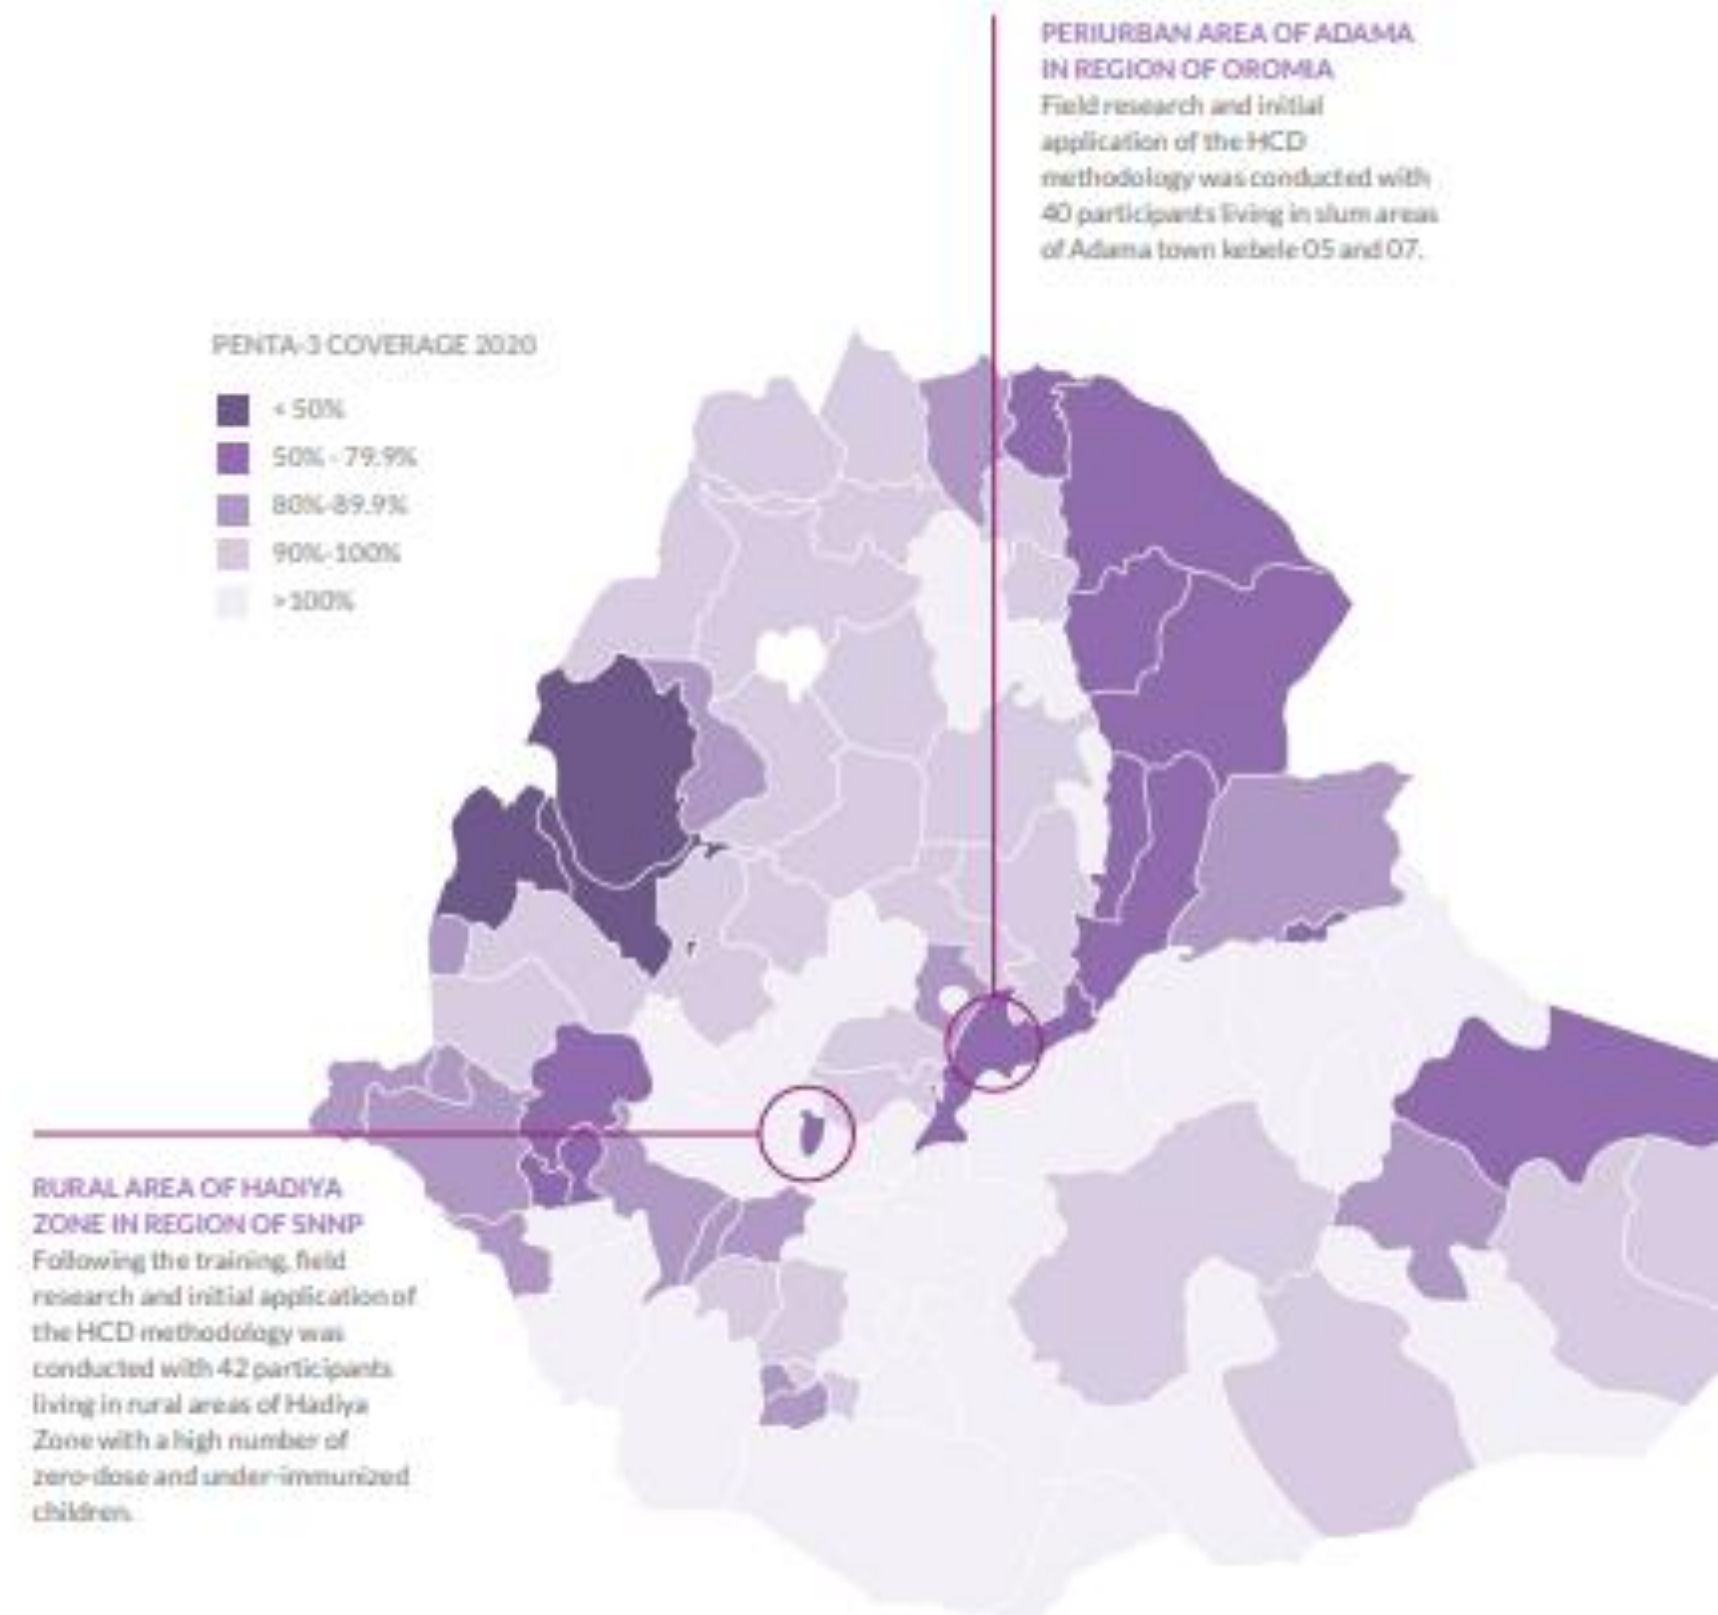 PERIURBAN AREA OF ADAMA
IN REGION OF OROMIA
Field research and initial
application of the HCD
methodology was conducted with
40 participants living in slum areas
of Adama town kebele 05 and 07.
PENTA-3 COVERAGE 2020
< 50%
50% - 79.9%
80%-89.9%
90%-100%
>100%
RURAL AREA OF HADIYA
ZONE IN REGION OF SNNP
Following the training, field
research and initial application of
the HCD methodology was
conducted with 42 participants
living in rural areas of Hadiya
Zone with a high number of
zero-dose and under-immunized
children.